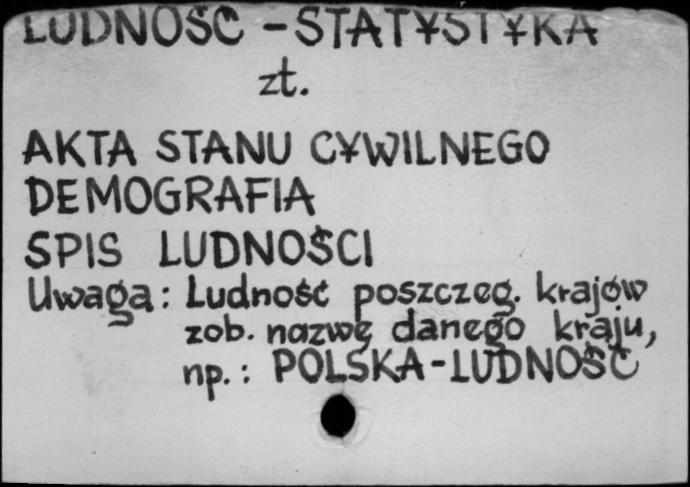 LUDNOŚĆ - STATYSTYKA
zt.
AKTA STANU CYWILNEGO
DEMOGRAFIA
SPIS LUDNOŚCI
Uwaga: Ludność poszczeg. krajów
zob. nazwę danego kraju,
np.: POLSKA-LUDNOŚĆ